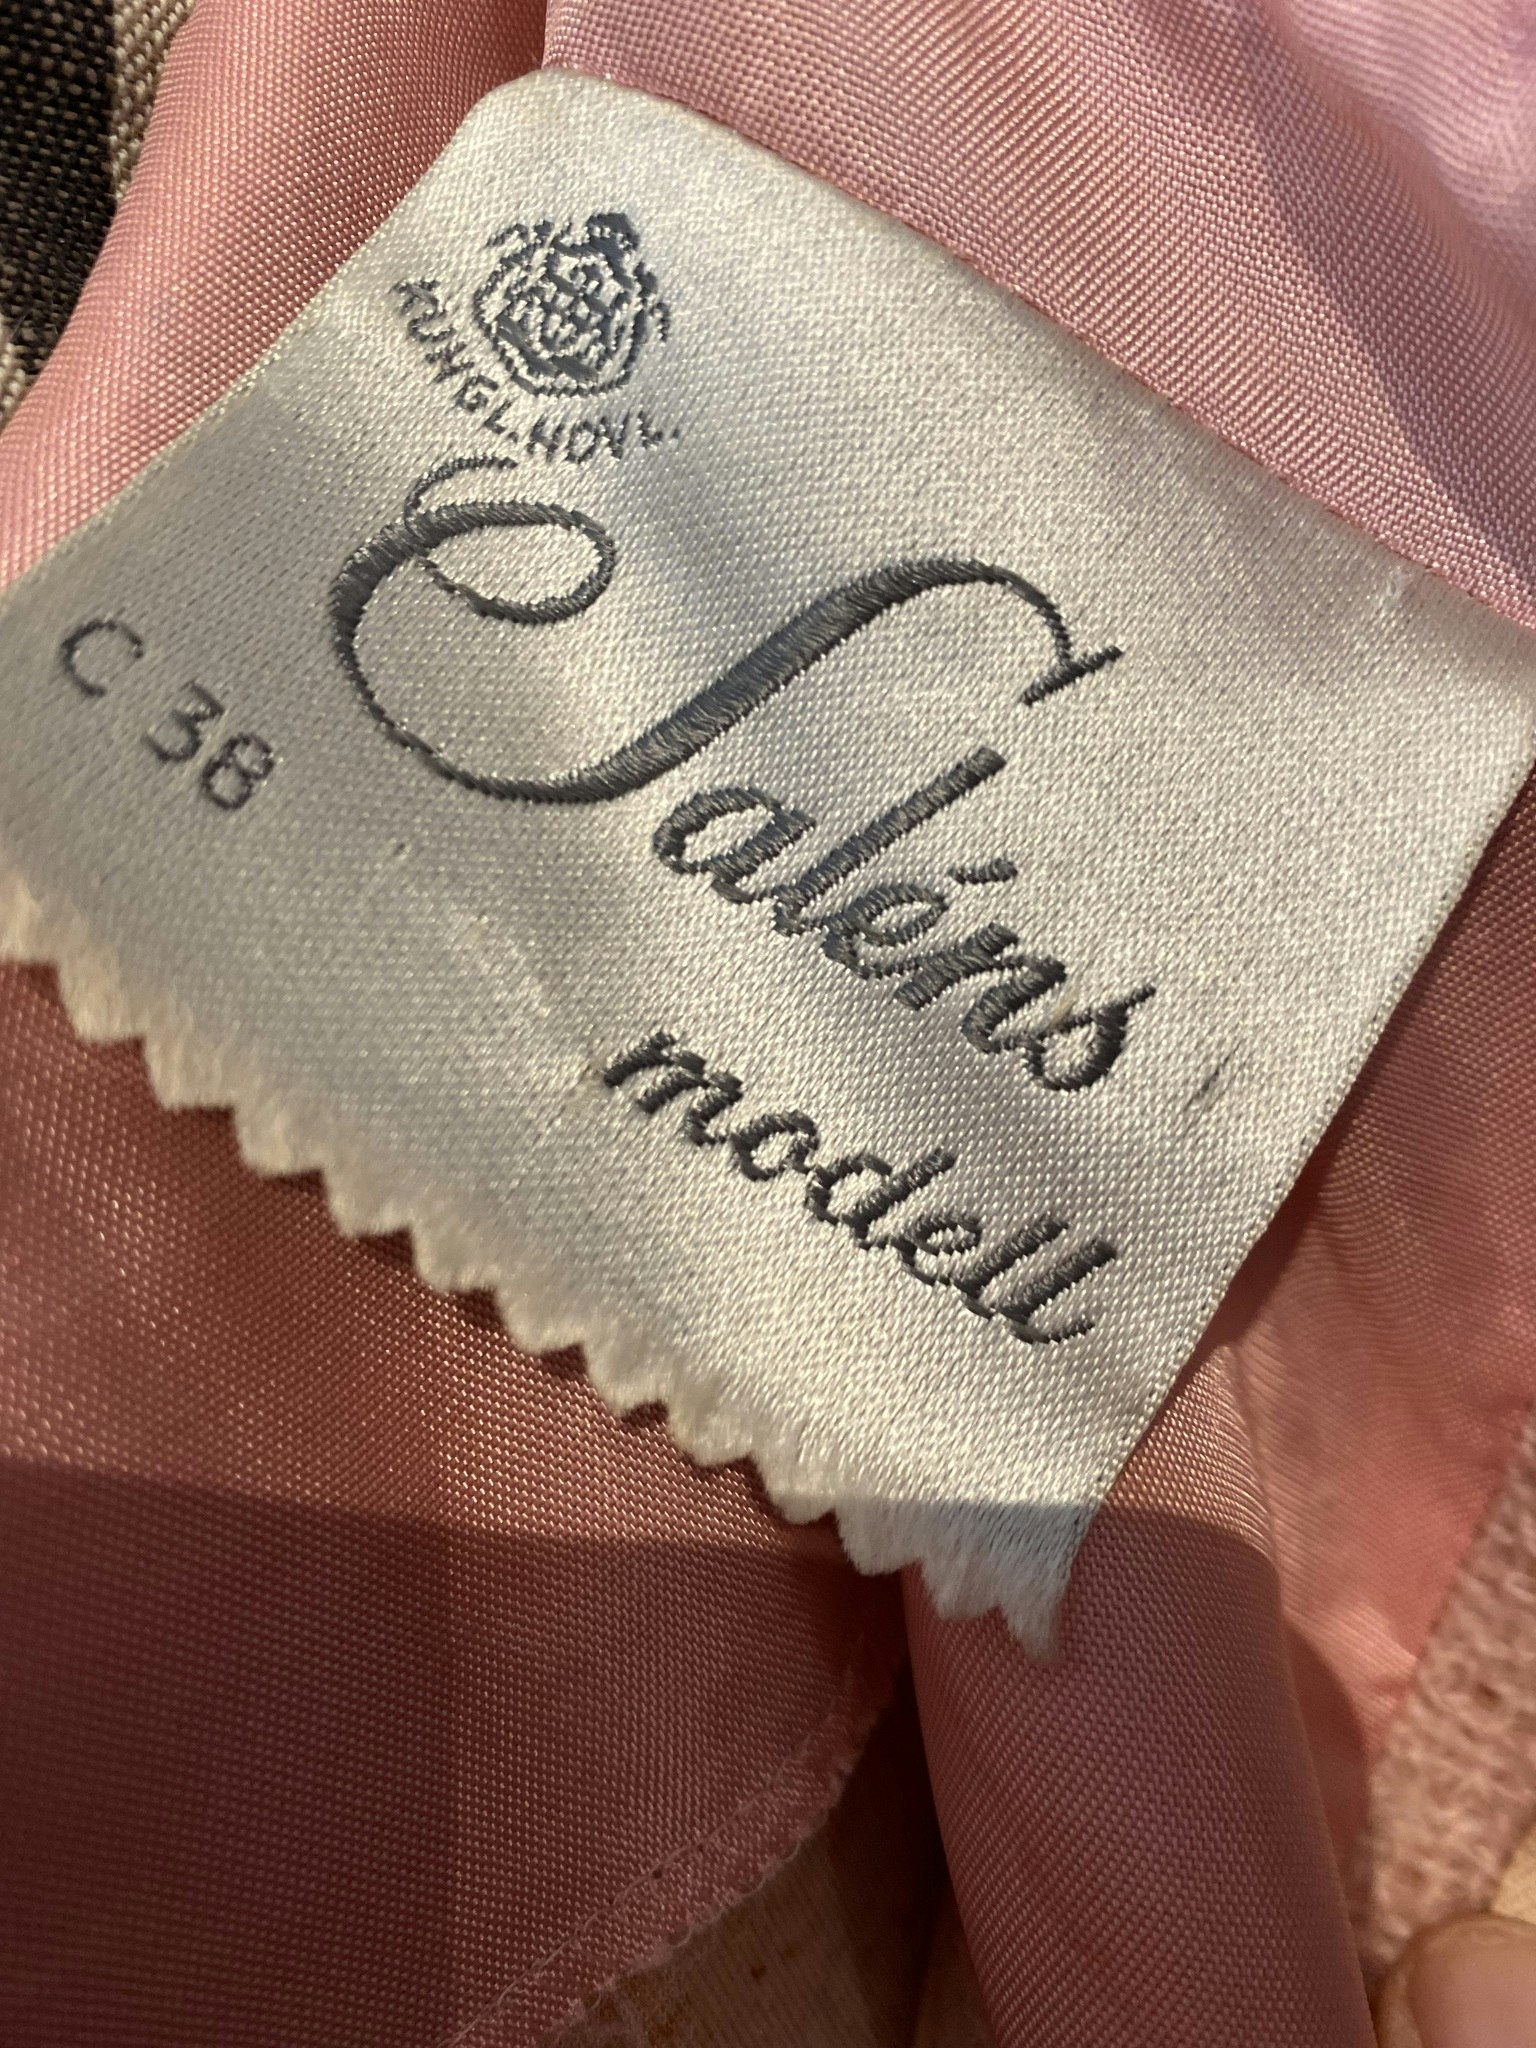 KUNGL. HOVL.
Saléns
modell
C 38